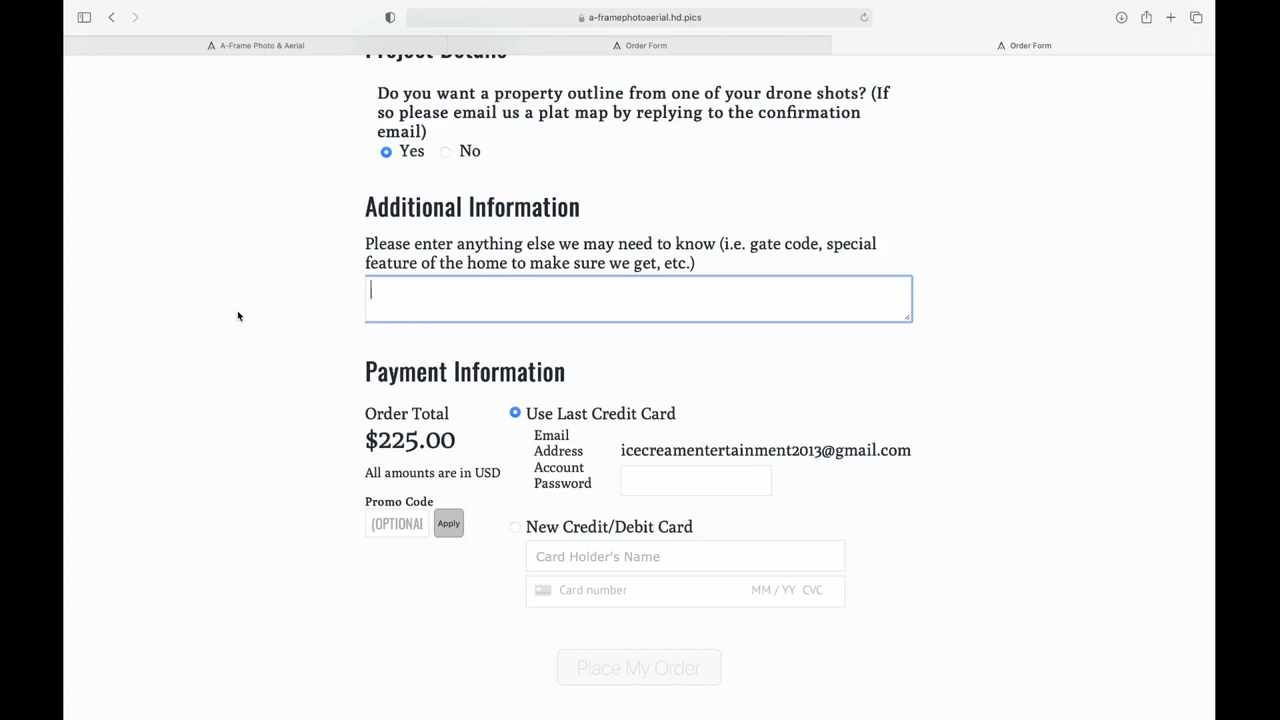 a-framephotoaerial.hd.pics
A-Frame Photo & Aerial
Order Form
Order Form
Project Details
Do you want a property outline from one of your drone shots? (If
so please email us a plat map by replying to the confirmation
email)
Yes No
Additional Information
Please enter anything else we may need to know (i.e. gate code, special
feature of the home to make sure we get, etc.)
Payment Information
Order Total
$225.00
All amounts are in USD
Promo Code
(OPTIONAL
Apply
Use Last Credit Card
Email
Address
icecreamentertainment2013@gmail.com
Account
Password
New Credit/Debit Card
Card Holder's Name
Card number MM / YY CVC
Place My Order